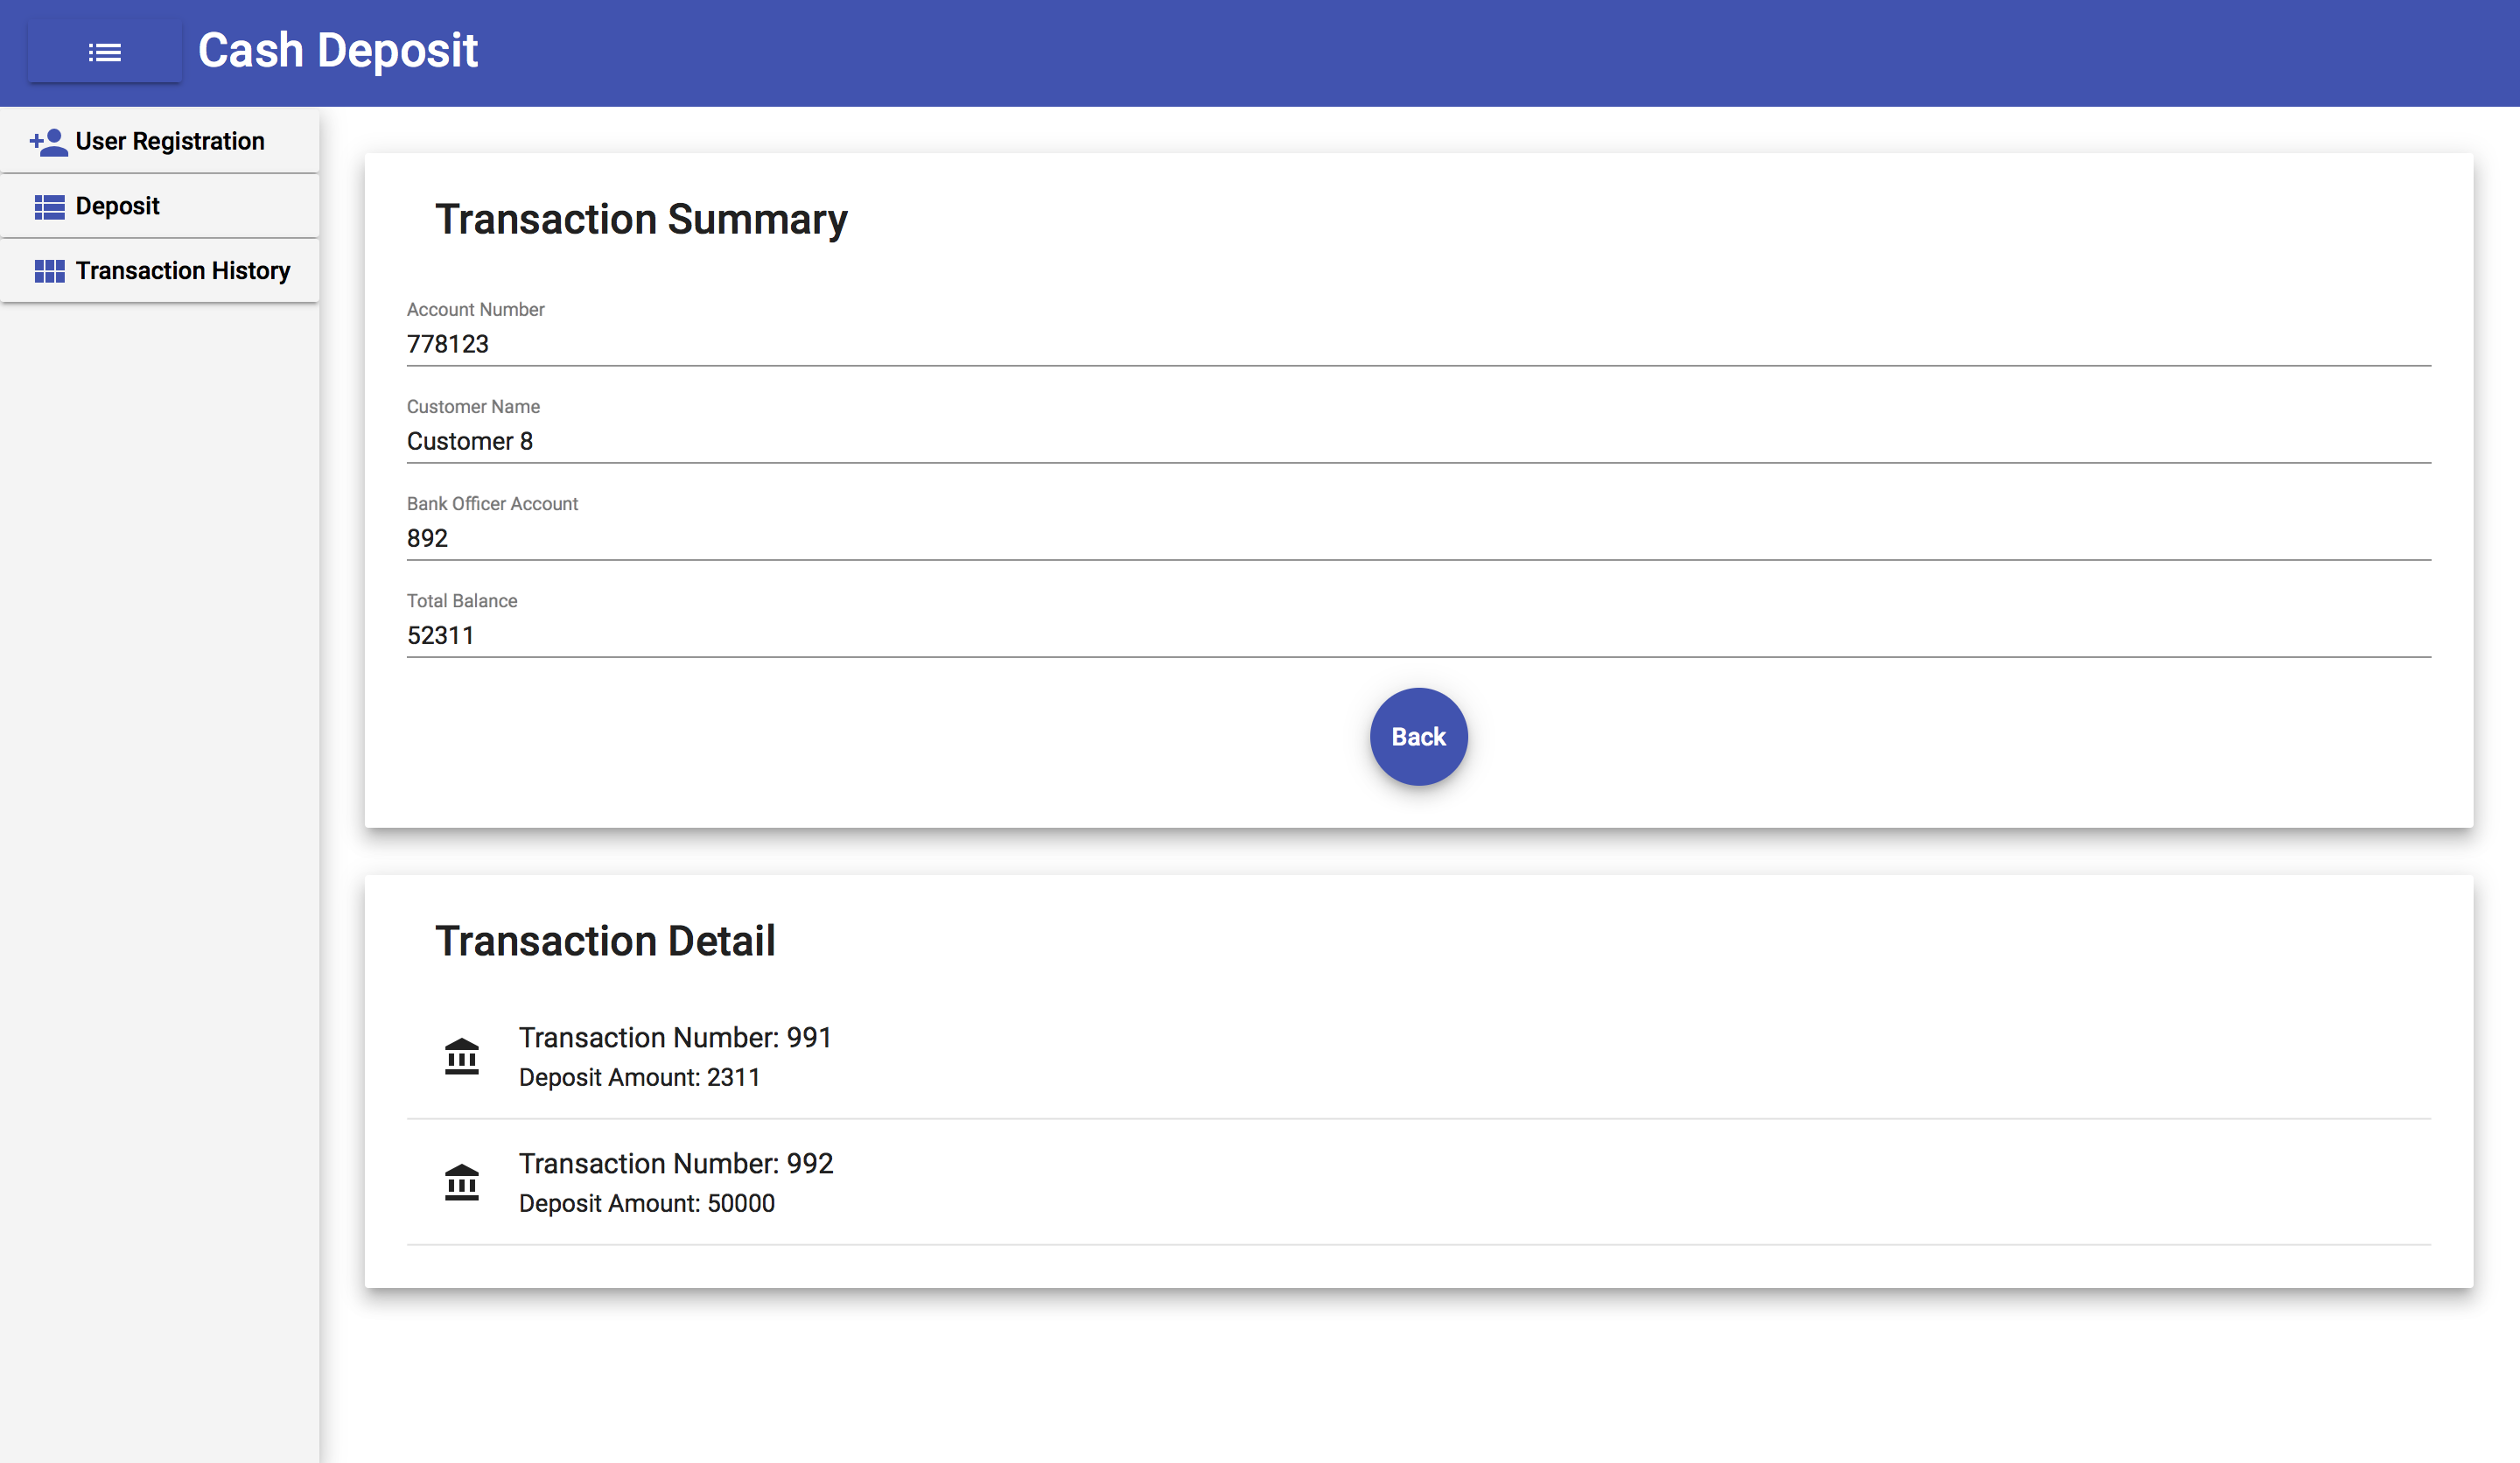 Cash Deposit
User Registration
Deposit
Transaction History
Transaction Summary
Account Number
778123
Customer Name
Customer 8
Bank Officer Account
892
Total Balance
52311
Back
Transaction Detail
Transaction Number: 991
Deposit Amount: 2311
Transaction Number: 992
Deposit Amount: 50000